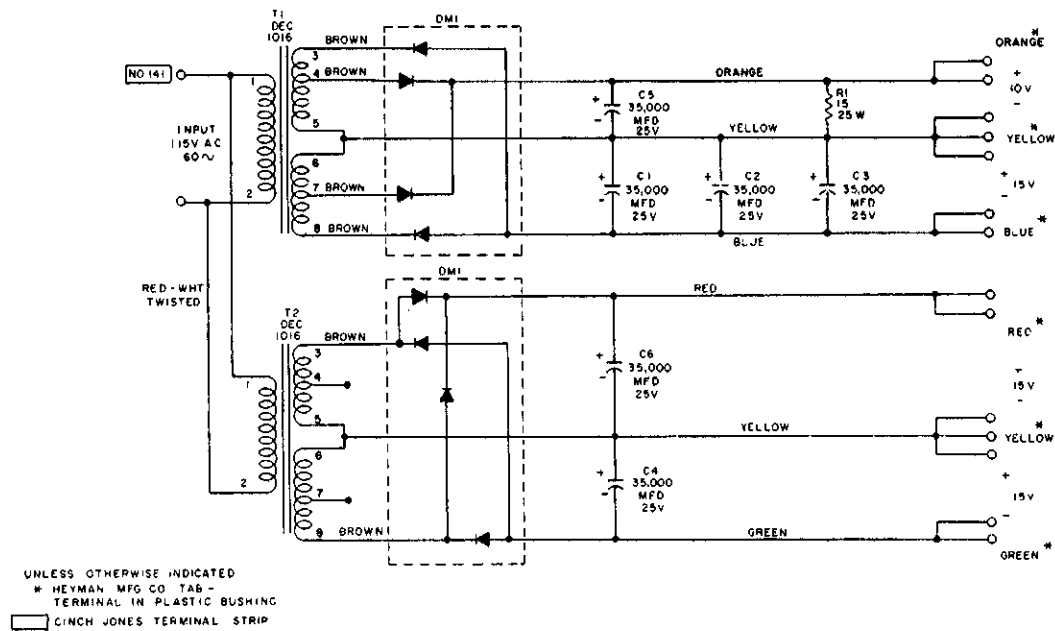 T1
DEC
1016
DM1
3
BROWN
4
BROWN
5
6
7
BROWN
8
BROWN
NO 141
1
INPUT
115V AC
60~
2
ORANGE
+
C5
35,000
-
MFD
25V
R1
15
25 W
YELLOW
+
C1
35,000
-
MFD
25V
+
C2
35,000
-
MFD
25V
+
C3
35,000
-
MFD
25V
BLUE
*
ORANGE
+
10V
-
*
YELLOW
+
15V
-
BLUE *
RED-WHT
TWISTED
T2
DEC
1016
DM1
1
2
3
BROWN
4
5
6
7
8
BROWN
RED
+
C6
35,000
-
MFD
25V
YELLOW
+
C4
35,000
-
MFD
25V
GREEN
*
RED
+
15V
-
*
YELLOW
+
15V
-
GREEN *
UNLESS OTHERWISE INDICATED
* HEYMAN MFG CO TAB-
TERMINAL IN PLASTIC BUSHING
CINCH JONES TERMINAL STRIP